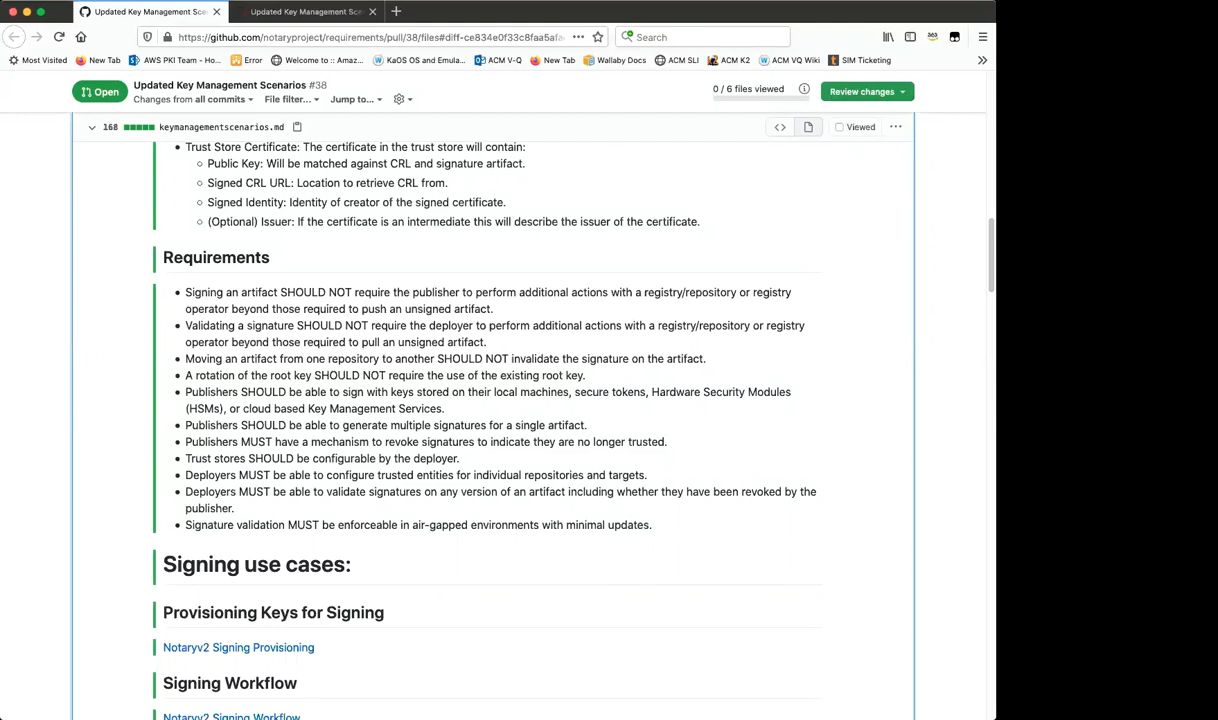 Updated Key Management Sce
Updated Key Management Scenar
https://github.com/notaryproject/requirements/pull/38/files#diff-ce834e0f33c8faa5afa
Search
Most Visited
New Tab
AWS PKI Team - Ho...
Error
Welcome to :: Amaz...
KaOS OS and Emula...
ACM V-Q
New Tab
Wallaby Docs
ACM SLI
ACM K2
ACM VQ Wiki
SIM Ticketing
Open
Updated Key Management Scenarios #38
Changes from all commits
File filter...
Jump to...
0 / 6 files viewed
Review changes
168
keymanagementscenarios.md
Viewed
Trust Store Certificate: The certificate in the trust store will contain:
Public Key: Will be matched against CRL and signature artifact.
Signed CRL URL: Location to retrieve CRL from.
Signed Identity: Identity of creator of the signed certificate.
(Optional) Issuer: If the certificate is an intermediate this will describe the issuer of the certificate.
Requirements
Signing an artifact SHOULD NOT require the publisher to perform additional actions with a registry/repository or registry
operator beyond those required to push an unsigned artifact.
Validating a signature SHOULD NOT require the deployer to perform additional actions with a registry/repository or registry
operator beyond those required to pull an unsigned artifact.
Moving an artifact from one repository to another SHOULD NOT invalidate the signature on the artifact.
A rotation of the root key SHOULD NOT require the use of the existing root key.
Publishers SHOULD be able to sign with keys stored on their local machines, secure tokens, Hardware Security Modules
(HSMs), or cloud based Key Management Services.
Publishers SHOULD be able to generate multiple signatures for a single artifact.
Publishers MUST have a mechanism to revoke signatures to indicate they are no longer trusted.
Trust stores SHOULD be configurable by the deployer.
Deployers MUST be able to configure trusted entities for individual repositories and targets.
Deployers MUST be able to validate signatures on any version of an artifact including whether they have been revoked by the
publisher.
Signature validation MUST be enforceable in air-gapped environments with minimal updates.
Signing use cases:
Provisioning Keys for Signing
Notaryv2 Signing Provisioning
Signing Workflow
Notaryv2 Signing Workflow